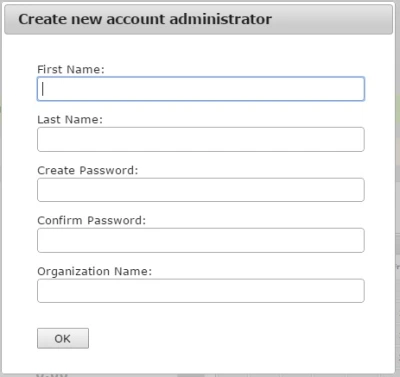 Create new account administrator
First Name:
Last Name:
Create Password:
Confirm Password:
Organization Name:
OK